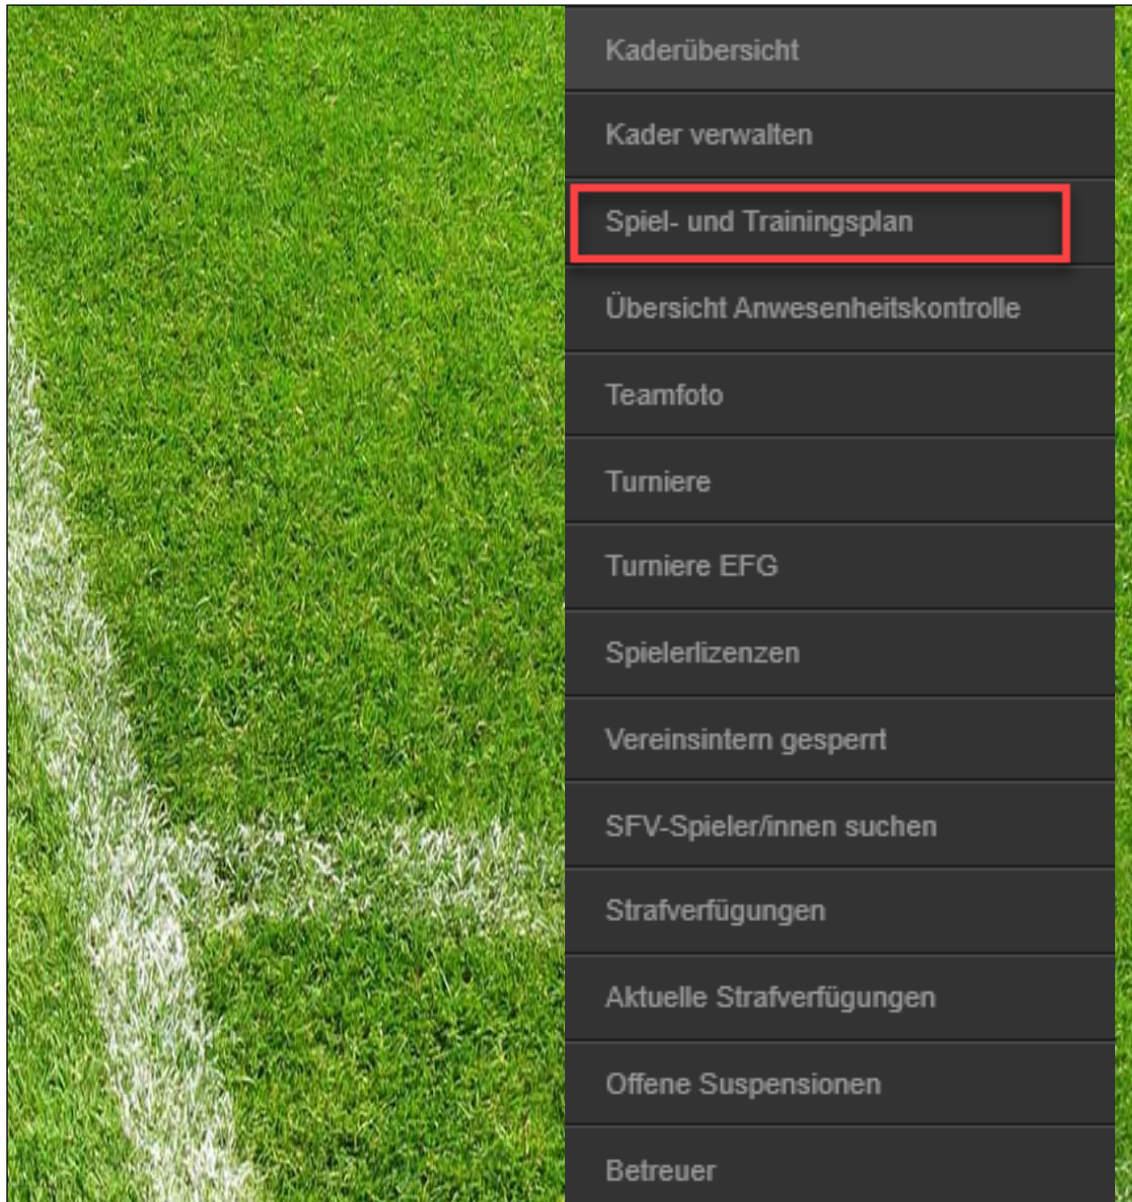 Kaderübersicht
Kader verwalten
Spiel- und Trainingsplan
Übersicht Anwesenheitskontrolle
Teamfoto
Turniere
Turniere EFG
Spielerlizenzen
Vereinsintern gesperrt
SFV-Spieler/innen suchen
Strafverfügungen
Aktuelle Strafverfügungen
Offene Suspensionen
Betreuer